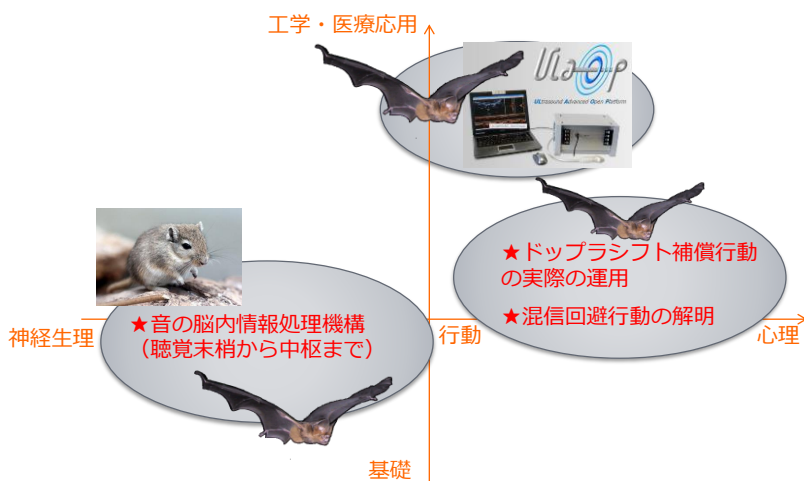 工学・医療応用
Ula-op
ULtrasound Advanced Open Platform
★ドップラシフト補償行動
の実際の運用
★混信回避行動の解明
★音の脳内情報処理機構
（聴覚末梢から中枢まで）
神経生理
行動
心理
基礎